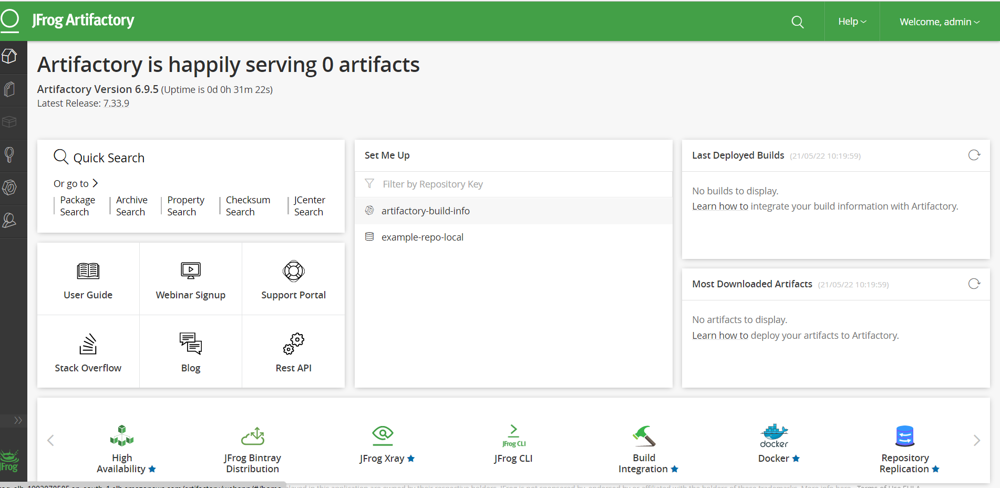 JFrog Artifactory
Help
Welcome, admin
Artifactory is happily serving 0 artifacts
Artifactory Version 6.9.5 (Uptime is 0d 0h 31m 22s)
Latest Release: 7.33.9
Quick Search
Or go to
Package Search
Archive Search
Property Search
Checksum Search
JCenter Search
User Guide
Webinar Signup
Support Portal
Stack Overflow
Blog
Rest API
Set Me Up
Filter by Repository Key
artifactory-build-info
example-repo-local
Last Deployed Builds (21/05/22 10:19:59)
No builds to display.
Learn how to integrate your build information with Artifactory.
Most Downloaded Artifacts (21/05/22 10:19:59)
No artifacts to display.
Learn how to deploy your artifacts to Artifactory.
High
Availability
JFrog Bintray
Distribution
JFrog Xray
JFrog CLI
JFrog CLI
Build
Integration
docker
Docker
Repository
Replication
JFrog